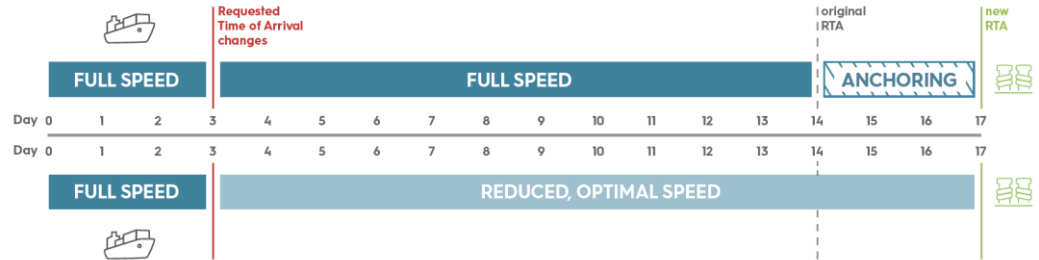 Requested
Time of Arrival
changes
original
RTA
new
RTA
FULL SPEED
FULL SPEED
ANCHORING
Day 0 1 2 3 4 5 6 7 8 9 10 11 12 13 14 15 16 17
Day 0 1 2 3 4 5 6 7 8 9 10 11 12 13 14 15 16 17
FULL SPEED
REDUCED, OPTIMAL SPEED